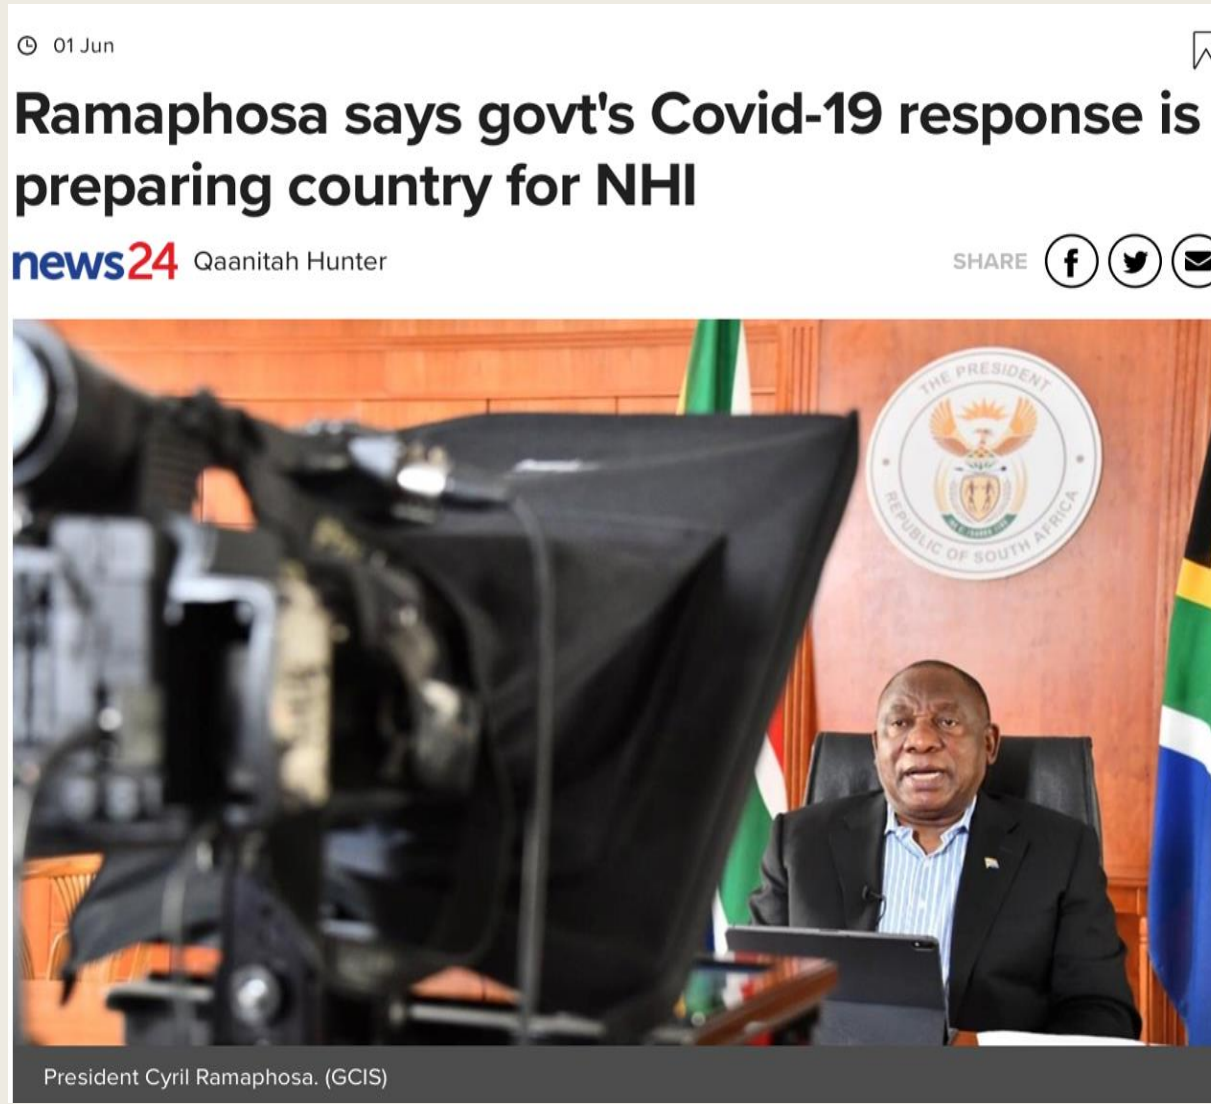 01 Jun
Ramaphosa says govt's Covid-19 response is
preparing country for NHI
news24 Qaanitah Hunter
SHARE
THE PRESIDENT
REPUBLIC OF SOUTH AFRICA
President Cyril Ramaphosa. (GCIS)